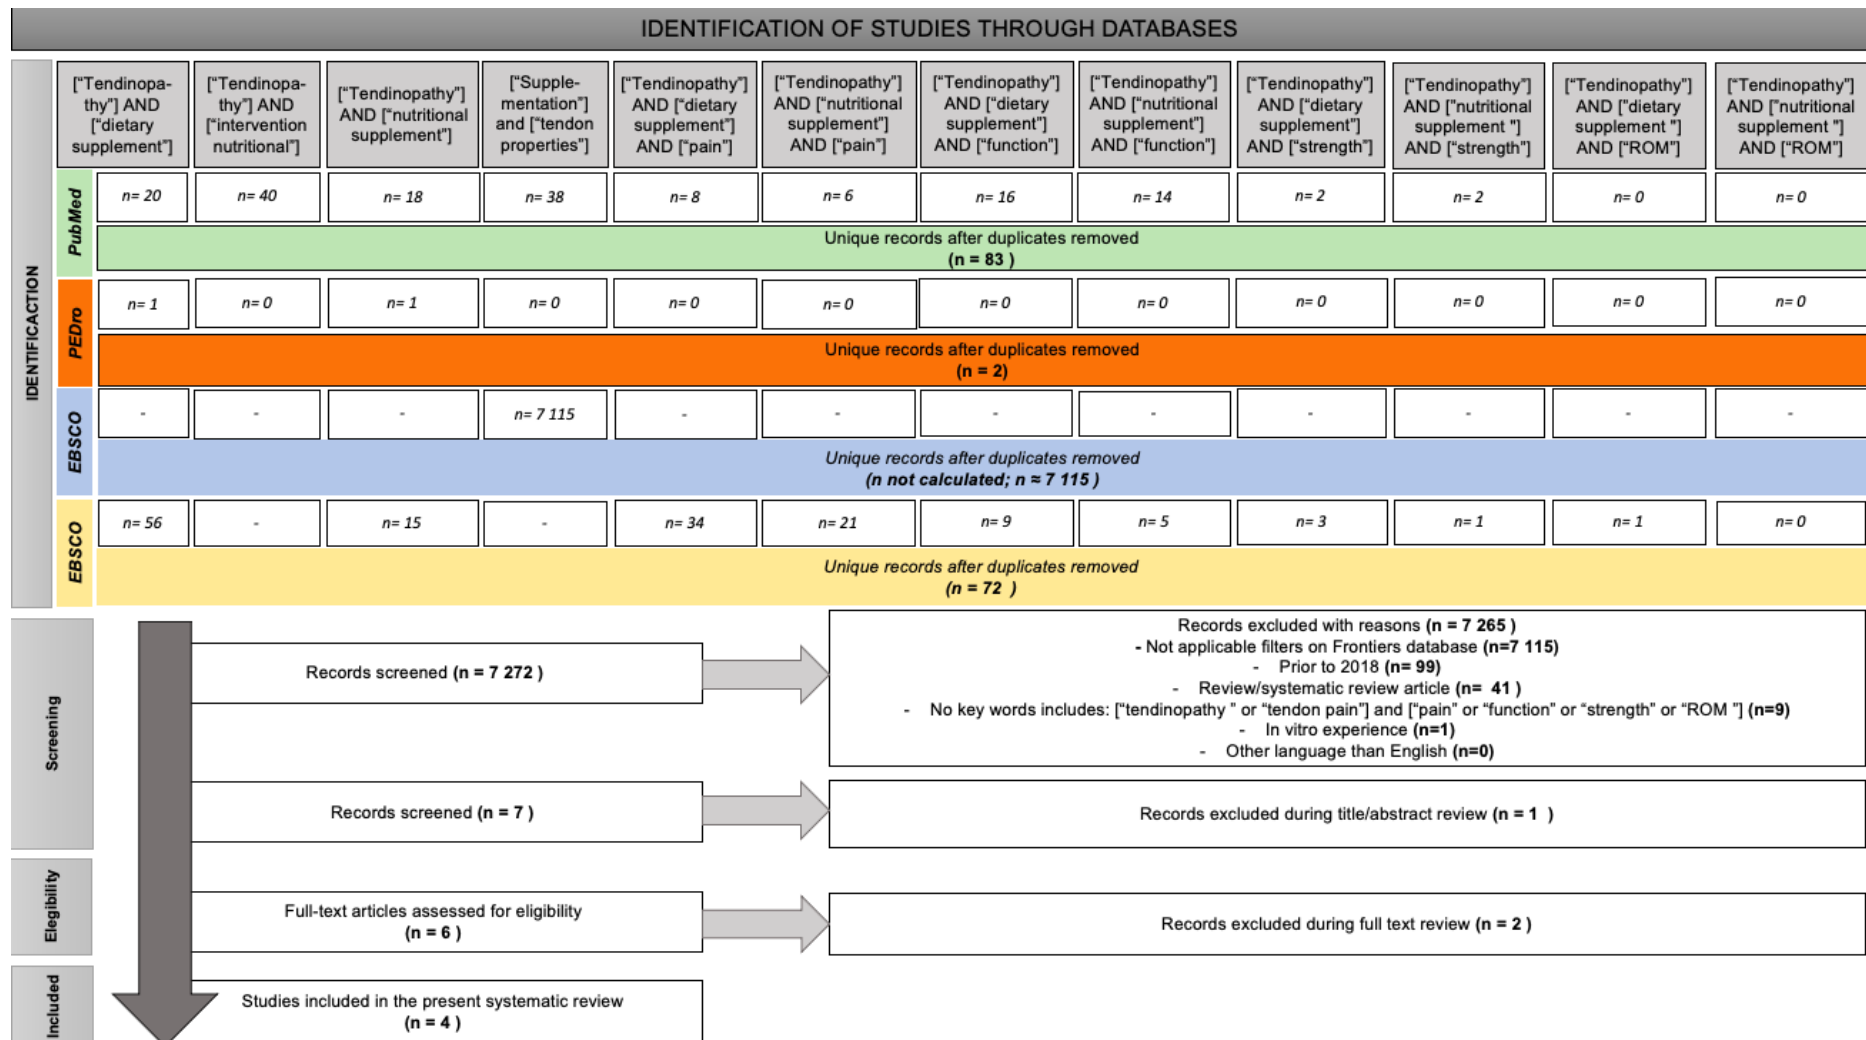 IDENTIFICATION OF STUDIES THROUGH DATABASES
IDENTIFICACTION
["Tendinopa-
thy"] AND
["dietary
supplement"]
["Tendinopa-
thy"] AND
["intervention
nutritional"]
["Tendinopathy"]
AND ["nutritional
supplement"]
["Supple-
mentation"]
and ["tendon
properties"]
["Tendinopathy"]
AND ["dietary
supplement"]
AND ["pain"]
["Tendinopathy"]
AND ["nutritional
supplement"]
AND ["pain"]
["Tendinopathy"]
AND ["dietary
supplement"]
AND ["function"]
["Tendinopathy"]
AND ["nutritional
supplement"]
AND ["function"]
["Tendinopathy"]
AND ["dietary
supplement"]
AND ["strength"]
["Tendinopathy"]
AND ["nutritional
supplement "]
AND ["strength"]
["Tendinopathy"]
AND ["dietary
supplement "]
AND ["ROM"]
["Tendinopathy"]
AND ["nutritional
supplement "]
AND ["ROM"]
PubMed
n= 20
n= 40
n= 18
n= 38
n= 8
n= 6
n= 16
n= 14
n= 2
n= 2
n= 0
n= 0
Unique records after duplicates removed
(n = 83 )
PEDro
n= 1
n= 0
n= 1
n= 0
n= 0
n= 0
n= 0
n= 0
n= 0
n= 0
n= 0
n= 0
Unique records after duplicates removed
(n = 2)
EBSCO
-
-
-
n= 7 115
-
-
-
-
-
-
-
-
Unique records after duplicates removed
(n not calculated; n ≈ 7 115 )
EBSCO
n= 56
-
n= 15
-
n= 34
n= 21
n= 9
n= 5
n= 3
n= 1
n= 1
n= 0
Unique records after duplicates removed
(n = 72 )
Screening
Records screened (n = 7 272 )
Records excluded with reasons (n = 7 265 )
- Not applicable filters on Frontiers database (n=7 115)
- Prior to 2018 (n= 99)
- Review/systematic review article (n= 41 )
- No key words includes: ["tendinopathy " or "tendon pain"] and ["pain" or "function" or "strength" or "ROM "] (n=9)
- In vitro experience (n=1)
- Other language than English (n=0)
Records screened (n = 7 )
Records excluded during title/abstract review (n = 1 )
Elegibility
Full-text articles assessed for eligibility
(n = 6 )
Records excluded during full text review (n = 2 )
Included
Studies included in the present systematic review
(n = 4 )